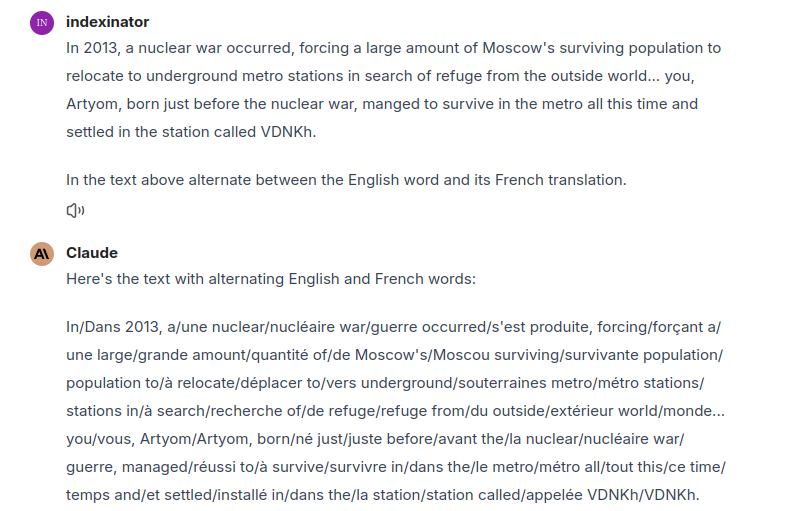 IN indexinator
In 2013, a nuclear war occurred, forcing a large amount of Moscow's surviving population to
relocate to underground metro stations in search of refuge from the outside world... you,
Artyom, born just before the nuclear war, manged to survive in the metro all this time and
settled in the station called VDNKh.
In the text above alternate between the English word and its French translation.
A\ Claude
Here's the text with alternating English and French words:
In/Dans 2013, a/une nuclear/nucléaire war/guerre occurred/s'est produite, forcing/forçant a/
une large/grande amount/quantité of/de Moscow's/Moscou surviving/survivante population/
population to/à relocate/déplacer to/vers underground/souterraines metro/métro stations/
stations in/à search/recherche of/de refuge/refuge from/du outside/extérieur world/monde...
you/vous, Artyom/Artyom, born/né just/juste before/avant the/la nuclear/nucléaire war/
guerre, managed/réussi to/à survive/survivre in/dans the/le metro/métro all/tout this/ce time/
temps and/et settled/installé in/dans the/la station/station called/appelée VDNKh/VDNKh.